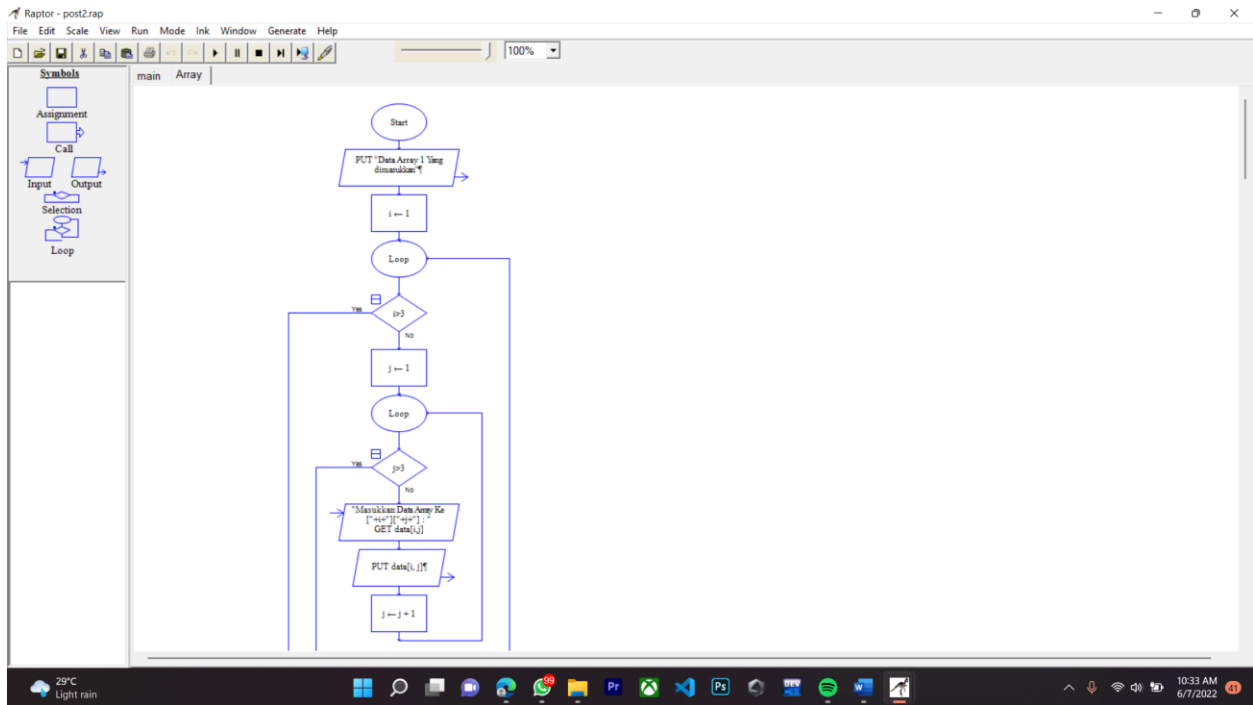 Raptor - post2.rap
File Edit Scale View Run Mode Ink Window Generate Help
100%
Symbols
Assignment
Call
Input Output
Selection
Loop
main Array
Start
PUT "Data Array 1 Yang
dimasukkan"¶
i ← 1
Loop
Yes
i>3
No
j ← 1
Loop
Yes
j>3
No
"Masukkan Data Array Ke
["+i+"]["+j+"] : "
GET data[i,j]
PUT data[i, j]¶
j ← j + 1
29°C
Light rain
99
Pr
Ps
DEV
10:33 AM
6/7/2022
41